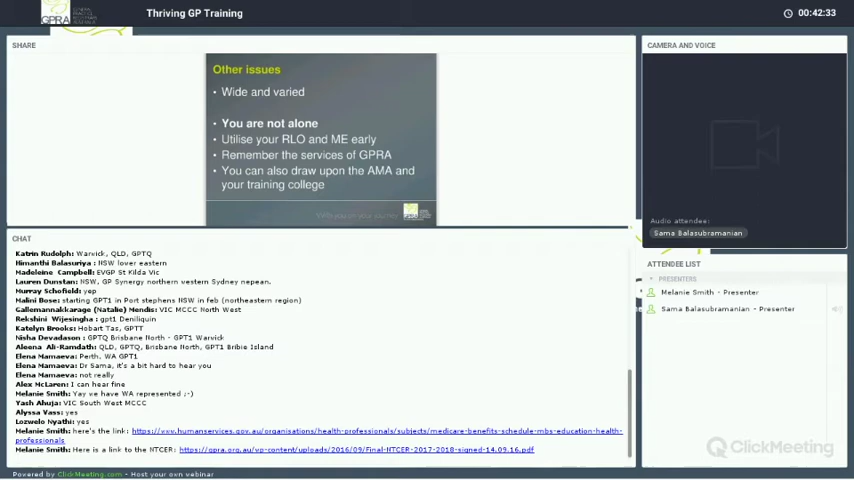 GPRA
Thriving GP Training
00:42:33
SHARE
Other issues
• Wide and varied
You are not alone
• Utilise your RLO and ME early
• Remember the services of GPRA
• You can also draw upon the AMA and
your training college
CAMERA AND VOICE
Audio attendee:
Sama Balasubramanian
CHAT
Katrin Rudolph: Warwick, QLD, GPTQ
Nimanthi Balasuriya : NSW lower eastern
Madeleine Campbell: EVGP St Kilda Vic
Lauren Dunstan: NSW, GP Synergy northern western Sydney nepean.
Murray Schofield: yep
Malini Bose: starting GPT1 in Port stephens NSW in feb (northeastern region)
Gallemannakkarage (Natalie) Mendis: VIC MCCC North West
Rekshini Wijesingha: gpt1 Deniliquin
Katelyn Brooks: Hobart Tas, GPTT
Nisha Devadason: GPTQ Brisbane North - GPT1 Warwick
Aleena Ali-Ramdath: QLD, GPTQ, Brisbane North, GPT1 Bribie Island
Elena Mamaeva: Perth, WA GPT1
Elena Mamaeva: Dr Sama, it's a bit hard to hear you
Elena Mamaeva: not really
Alex McLaren: I can hear fine
Melanie Smith: Yay we have WA represented ;-)
Yash Ahuja: VIC South West MCCC
Alyssa Vass: yes
Lozwelo Nyathi: yes
Melanie Smith: here's the link: https://www.humanservices.gov.au/organisations/health-professionals/subjects/medicare-benefits-schedule-mbs-education-health-
professionals
Melanie Smith: Here is a link to the NTCER: https://gpra.org.au/wp-content/uploads/2016/09/Final-NTCER-2017-2018-signed-14.09.16.pdf
ATTENDEE LIST
PRESENTERS
Melanie Smith - Presenter
Sama Balasubramanian - Presenter
ClickMeeting
Powered by ClickMeeting.com - Host your own webinar